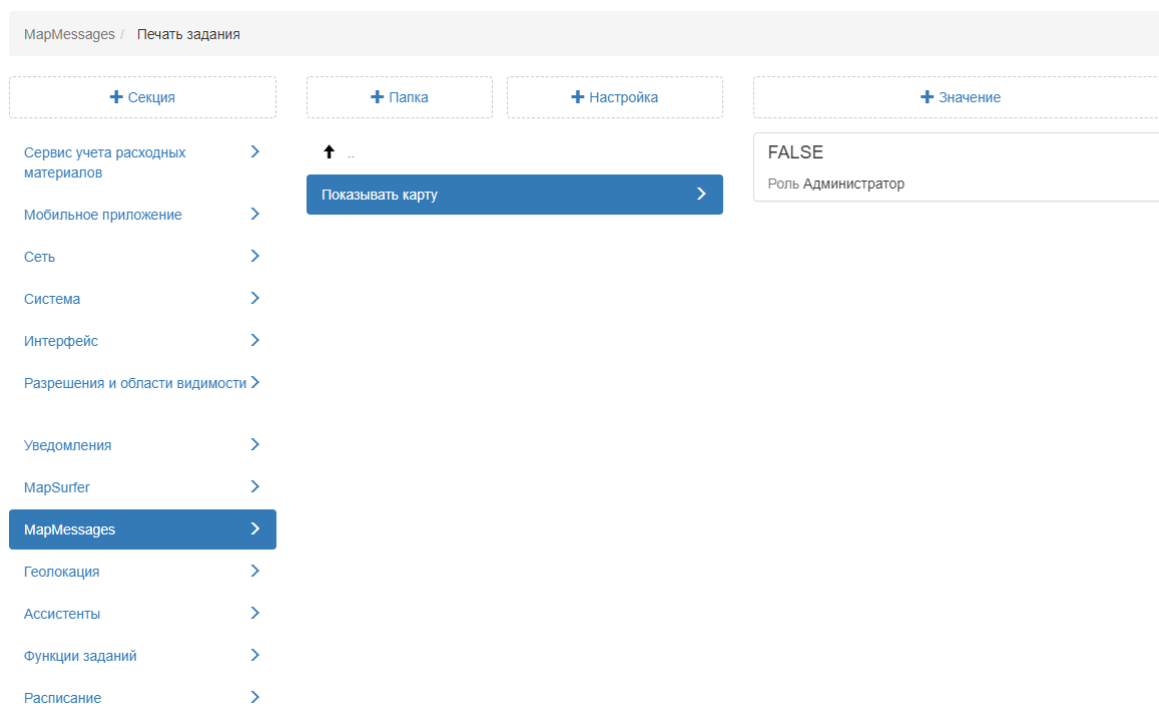 MapMessages / Печать задания
+ Секция
+ Папка
+ Настройка
+ Значение
Сервис учета расходных
материалов
Мобильное приложение
Сеть
Система
Интерфейс
Разрешения и области видимости
Уведомления
MapSurfer
MapMessages
Геолокация
Ассистенты
Функции заданий
Расписание
..
Показывать карту
FALSE
Роль Администратор